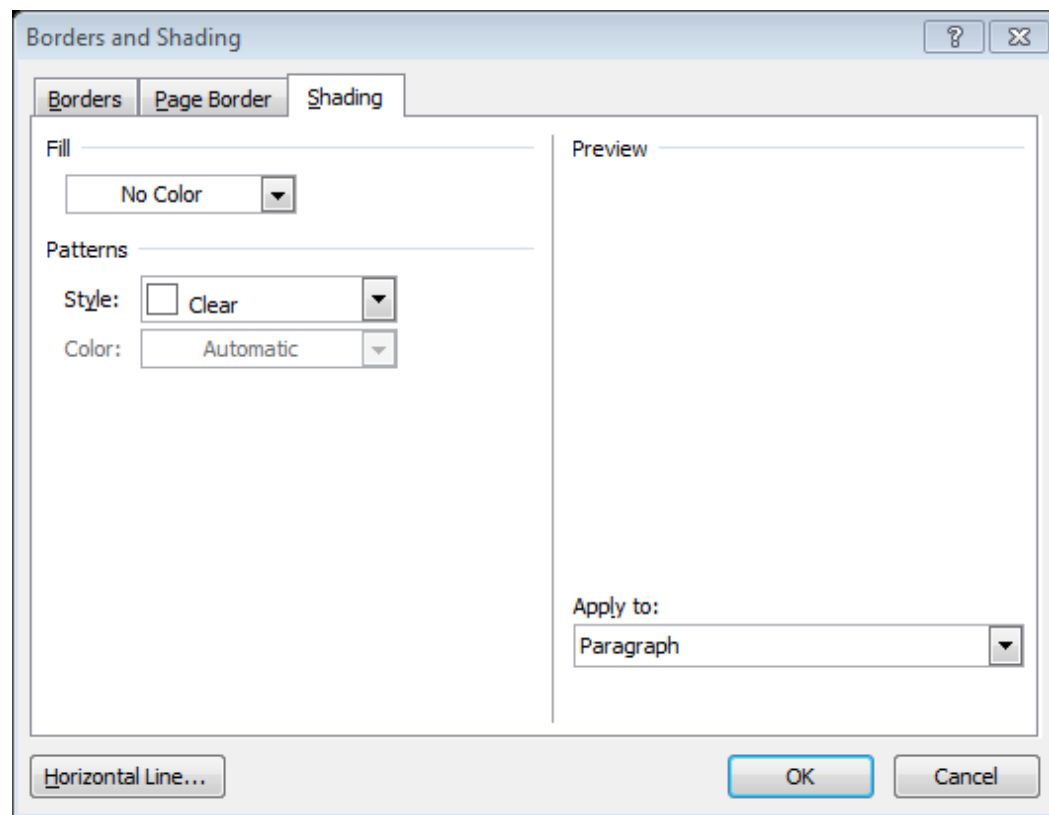 Borders and Shading
Borders
Page Border
Shading
Fill
No Color
Patterns
Style:
Clear
Color:
Automatic
Preview
Apply to:
Paragraph
Horizontal Line...
OK
Cancel